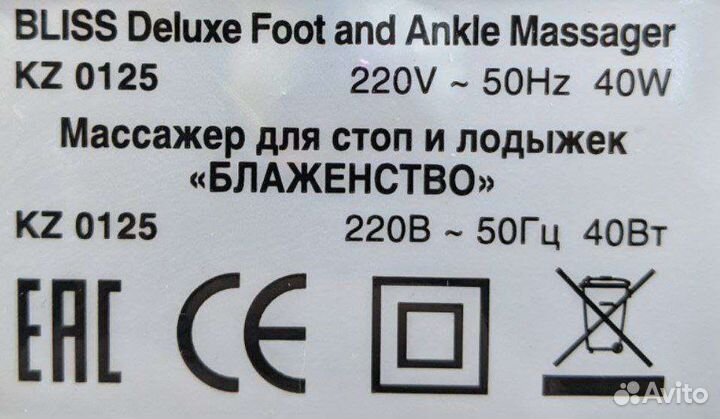 BLISS Deluxe Foot and Ankle Massager
KZ 0125 220V ~ 50Hz 40W
Массажер для стоп и лодыжек
«БЛАЖЕНСТВО»
KZ 0125 220В ~ 50Гц 40Вт
EAC CE
Avito